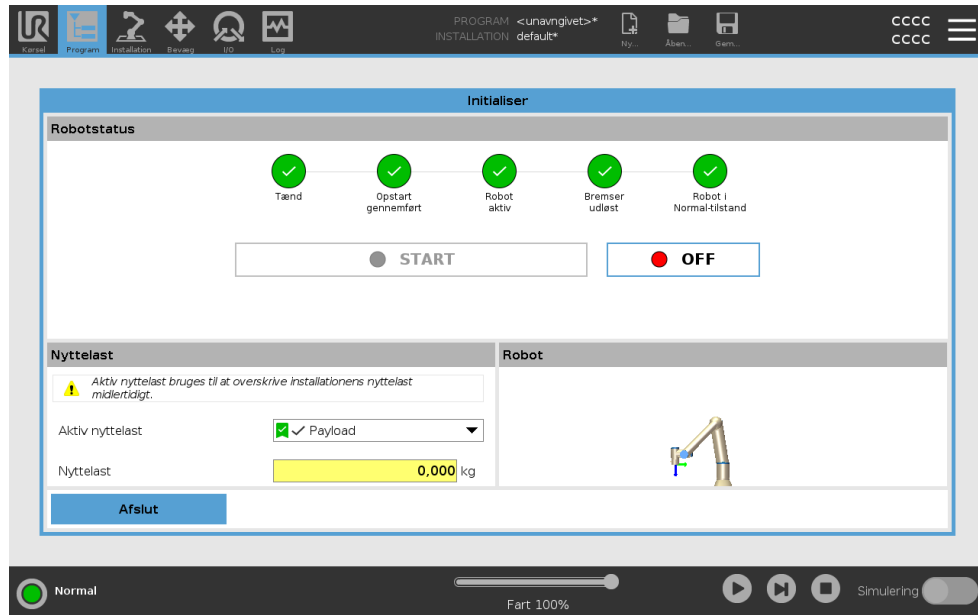 PROGRAM <unavngivet>*
INSTALLATION default*
CCCC
CCCC
Kørsel
Program
Installation
Bevæg
I/O
Log
Ny...
Åben...
Gem...
Initialiser
Robotstatus
Tænd
Opstart
gennemført
Robot
aktiv
Bremser
udløst
Robot i
Normal-tilstand
START
OFF
Nyttelast
Robot
Aktiv nyttelast bruges til at overskrive installationens nyttelast
midlertidigt.
Aktiv nyttelast
Payload
Nyttelast
0,000 kg
Afslut
Normal
Fart 100%
Simulering